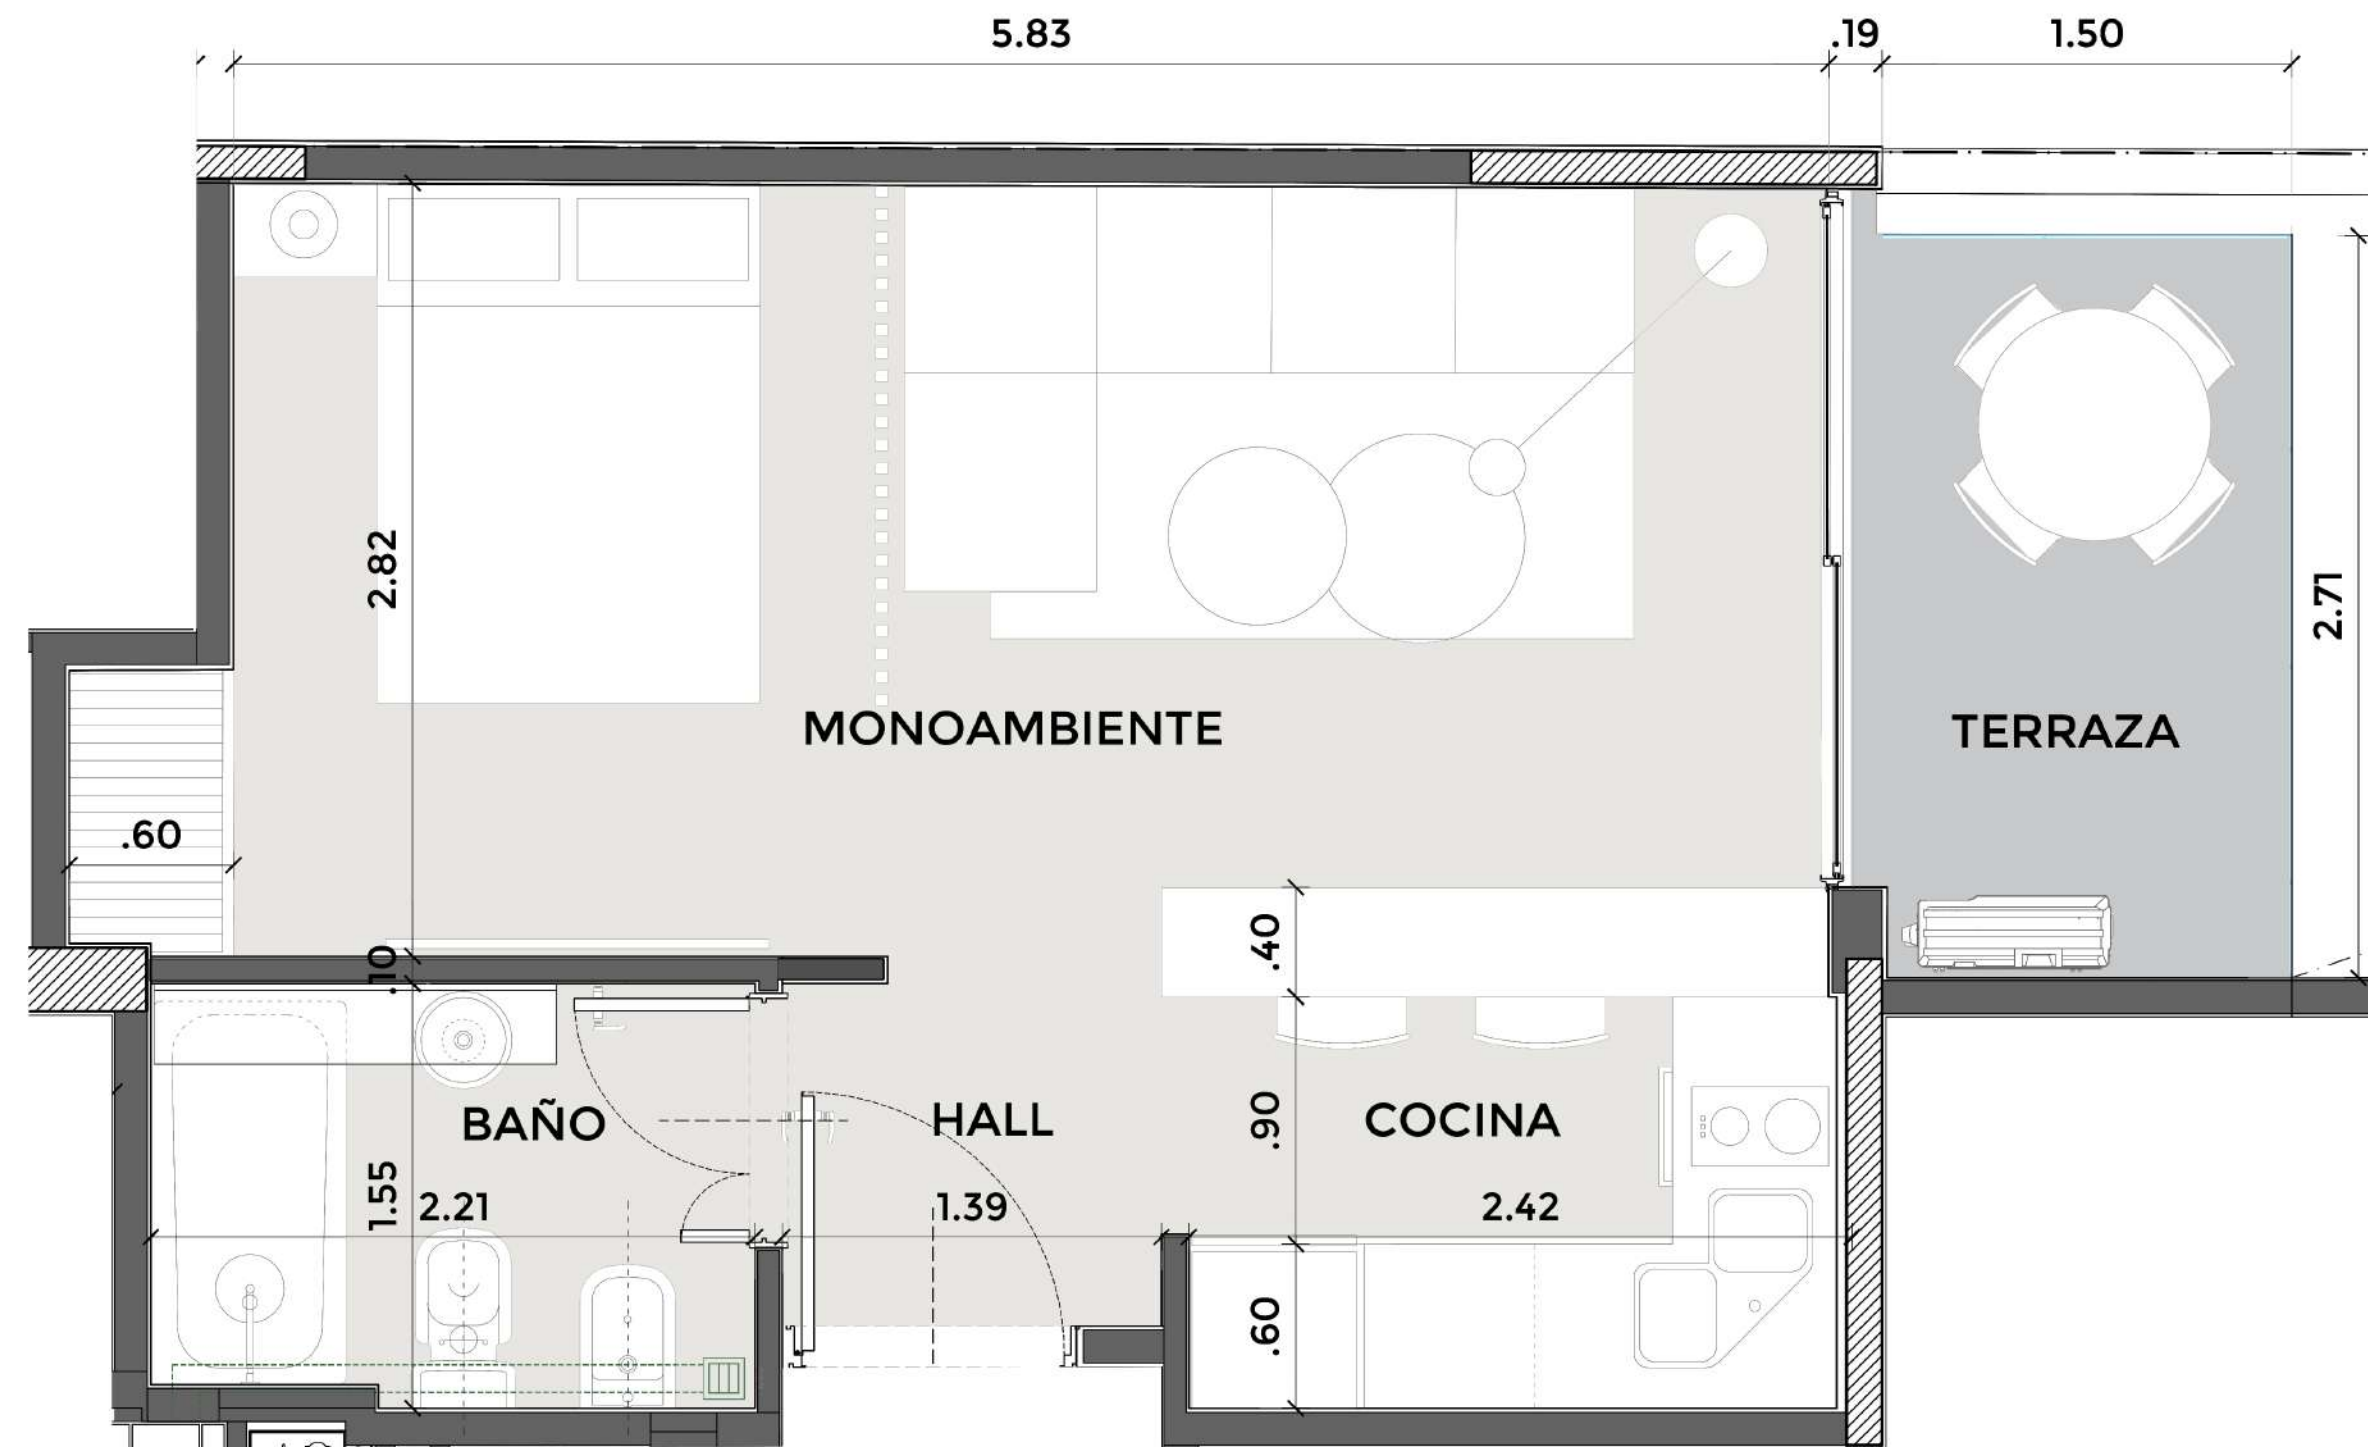 5.83 .19 1.50
2.82
2.71
MONOAMBIENTE
TERRAZA
.60
.40
.10
.90
BAÑO
HALL
COCINA
1.55
2.21
1.39
2.42
.60